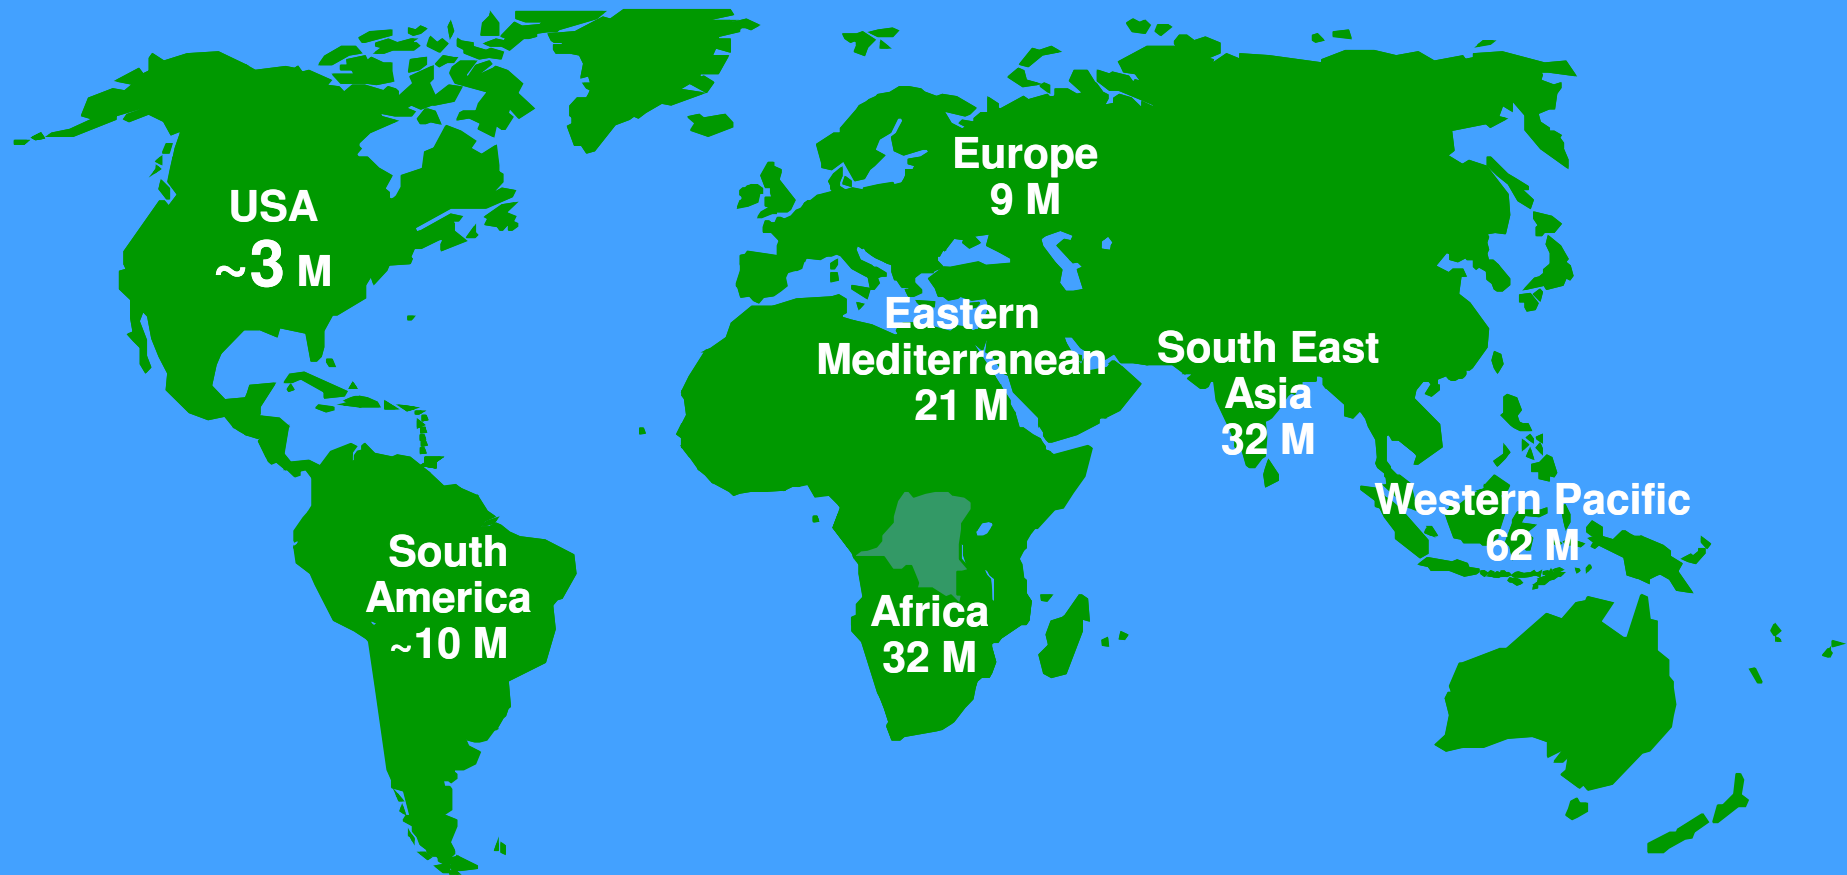 USA
~3 M
Europe
9 M
Eastern
Mediterranean
21 M
South East
Asia
32 M
Western Pacific
62 M
South
America
~10 M
Africa
32 M